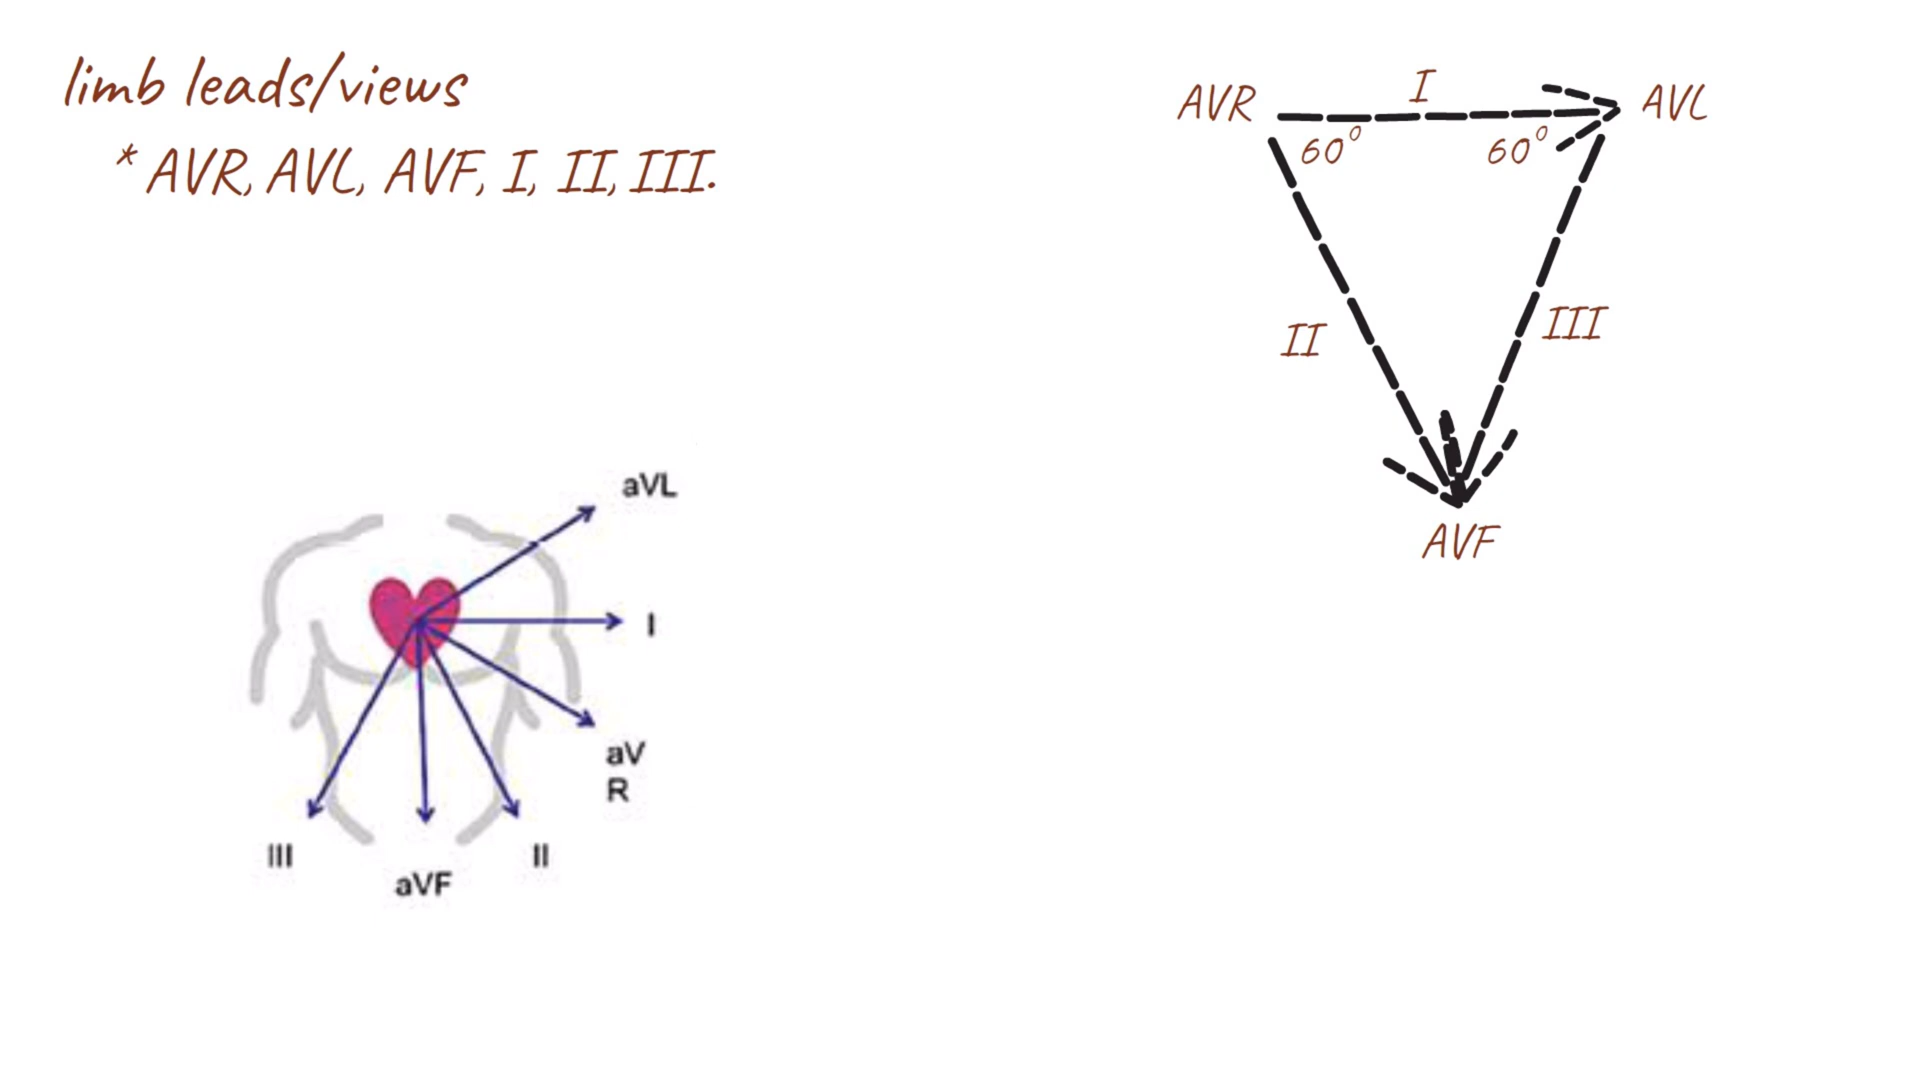 limb leads/views
* AVR, AVL, AVF, I, II, III.
AVR I AVL
60° 60°
II III
AVF
aVL
I
aV
R
III II
aVF